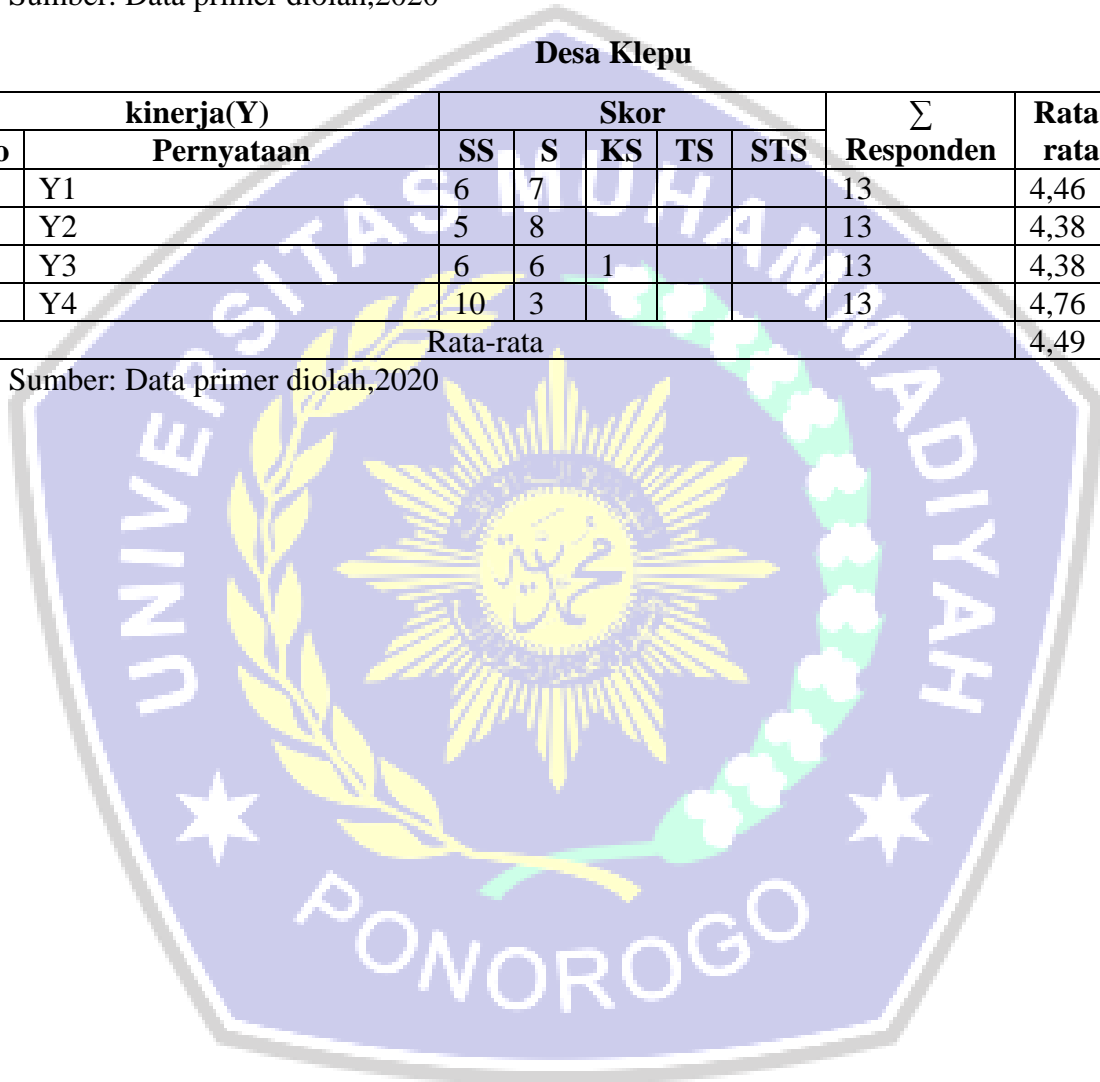 Sumber: Data primer diolah,2020
Desa Klepu
kinerja(Y) Skor ∑ Responden Rata rata
o Pernyataan SS S KS TS STS
Y1 6 7 13 4,46
Y2 5 8 13 4,38
Y3 6 6 1 13 4,38
Y4 10 3 13 4,76
Rata-rata 4,49
Sumber: Data primer diolah,2020
UNIVERSITAS MUHAMMADIYAH
PONOROGO